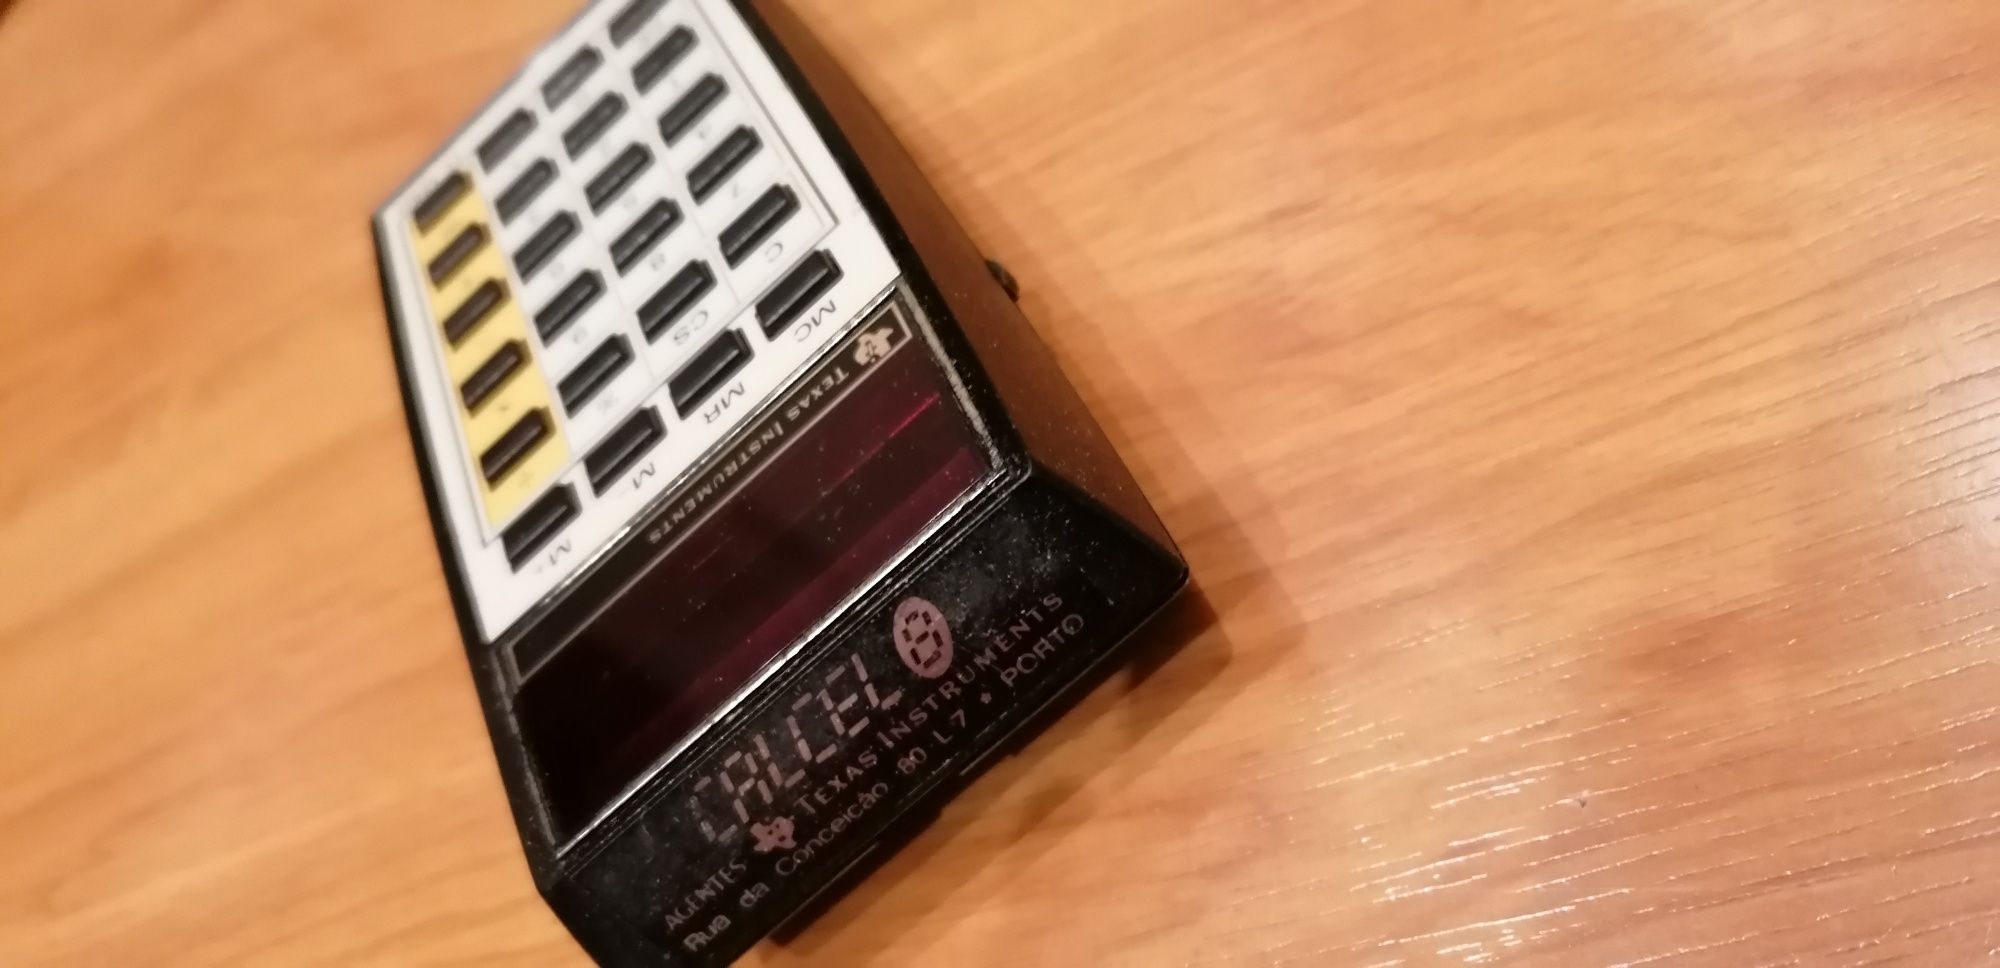 CALCEL
AGENTES TEXAS INSTRUMENTS
Rua da Conceição 80 L 7 * PORTO
TEXAS INSTRUMENTS
M+ M- MR MC
÷ % CS C
9 8 7